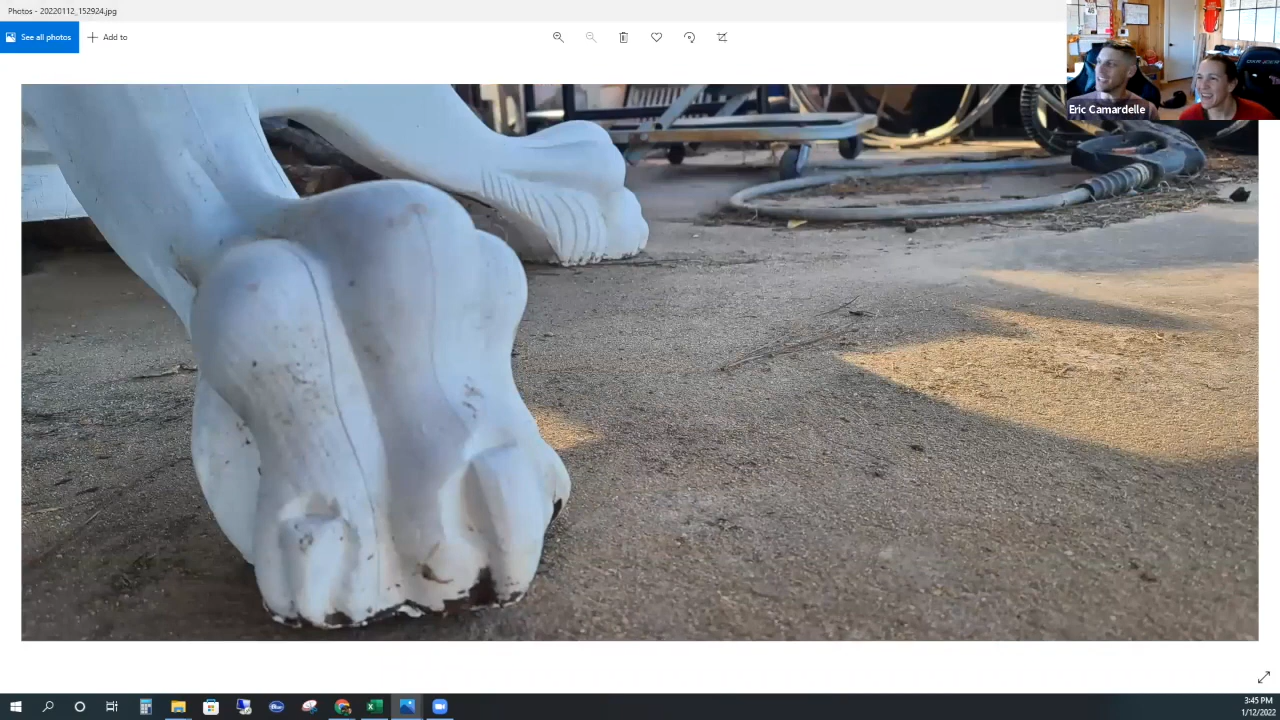 Photos - 20220112_152924.jpg
See all photos
Add to
Eric Camardelle
3:45 PM
1/12/2022